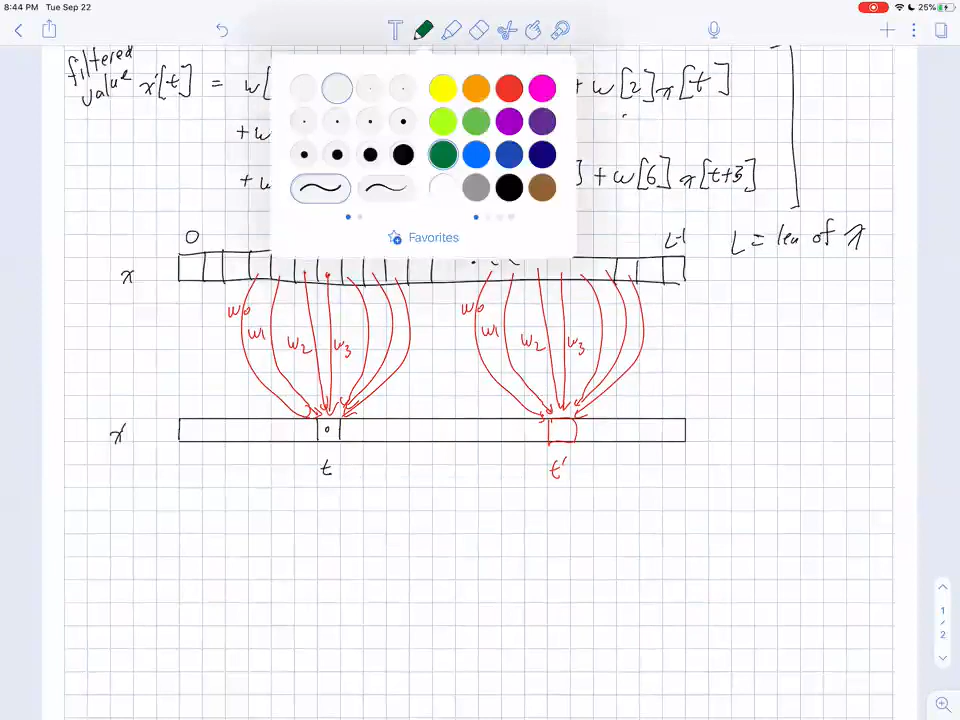 8:44 PM Tue Sep 22
25%
T
filtered
value x'[t] = w[ + w[2]x[t]
+w
+w ] + w[6] x[t+3]
Favorites
0 L-1 L = len of x
x
w0 w1 w2 w3 w0 w1 w2 w3
x'
t t'
1
/
2